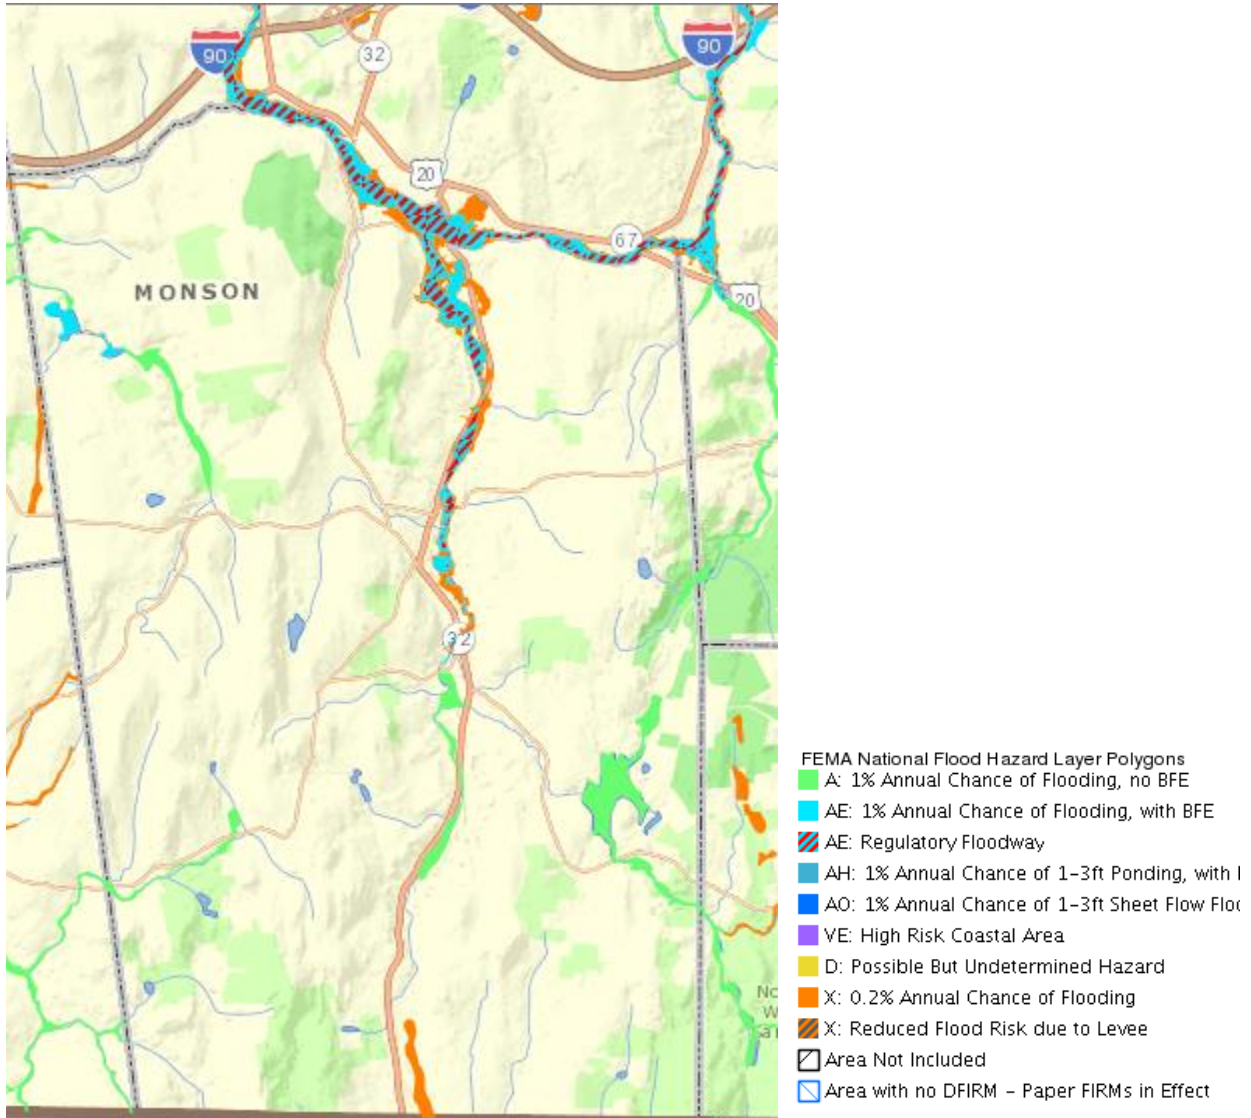 90
32
90
20
67
MONSON
20
32
No
W
FEMA National Flood Hazard Layer Polygons
A: 1% Annual Chance of Flooding, no BFE
AE: 1% Annual Chance of Flooding, with BFE
AE: Regulatory Floodway
AH: 1% Annual Chance of 1-3ft Ponding, with
AO: 1% Annual Chance of 1-3ft Sheet Flow Floo
VE: High Risk Coastal Area
D: Possible But Undetermined Hazard
X: 0.2% Annual Chance of Flooding
X: Reduced Flood Risk due to Levee
Area Not Included
Area with no DFIRM - Paper FIRMs in Effect